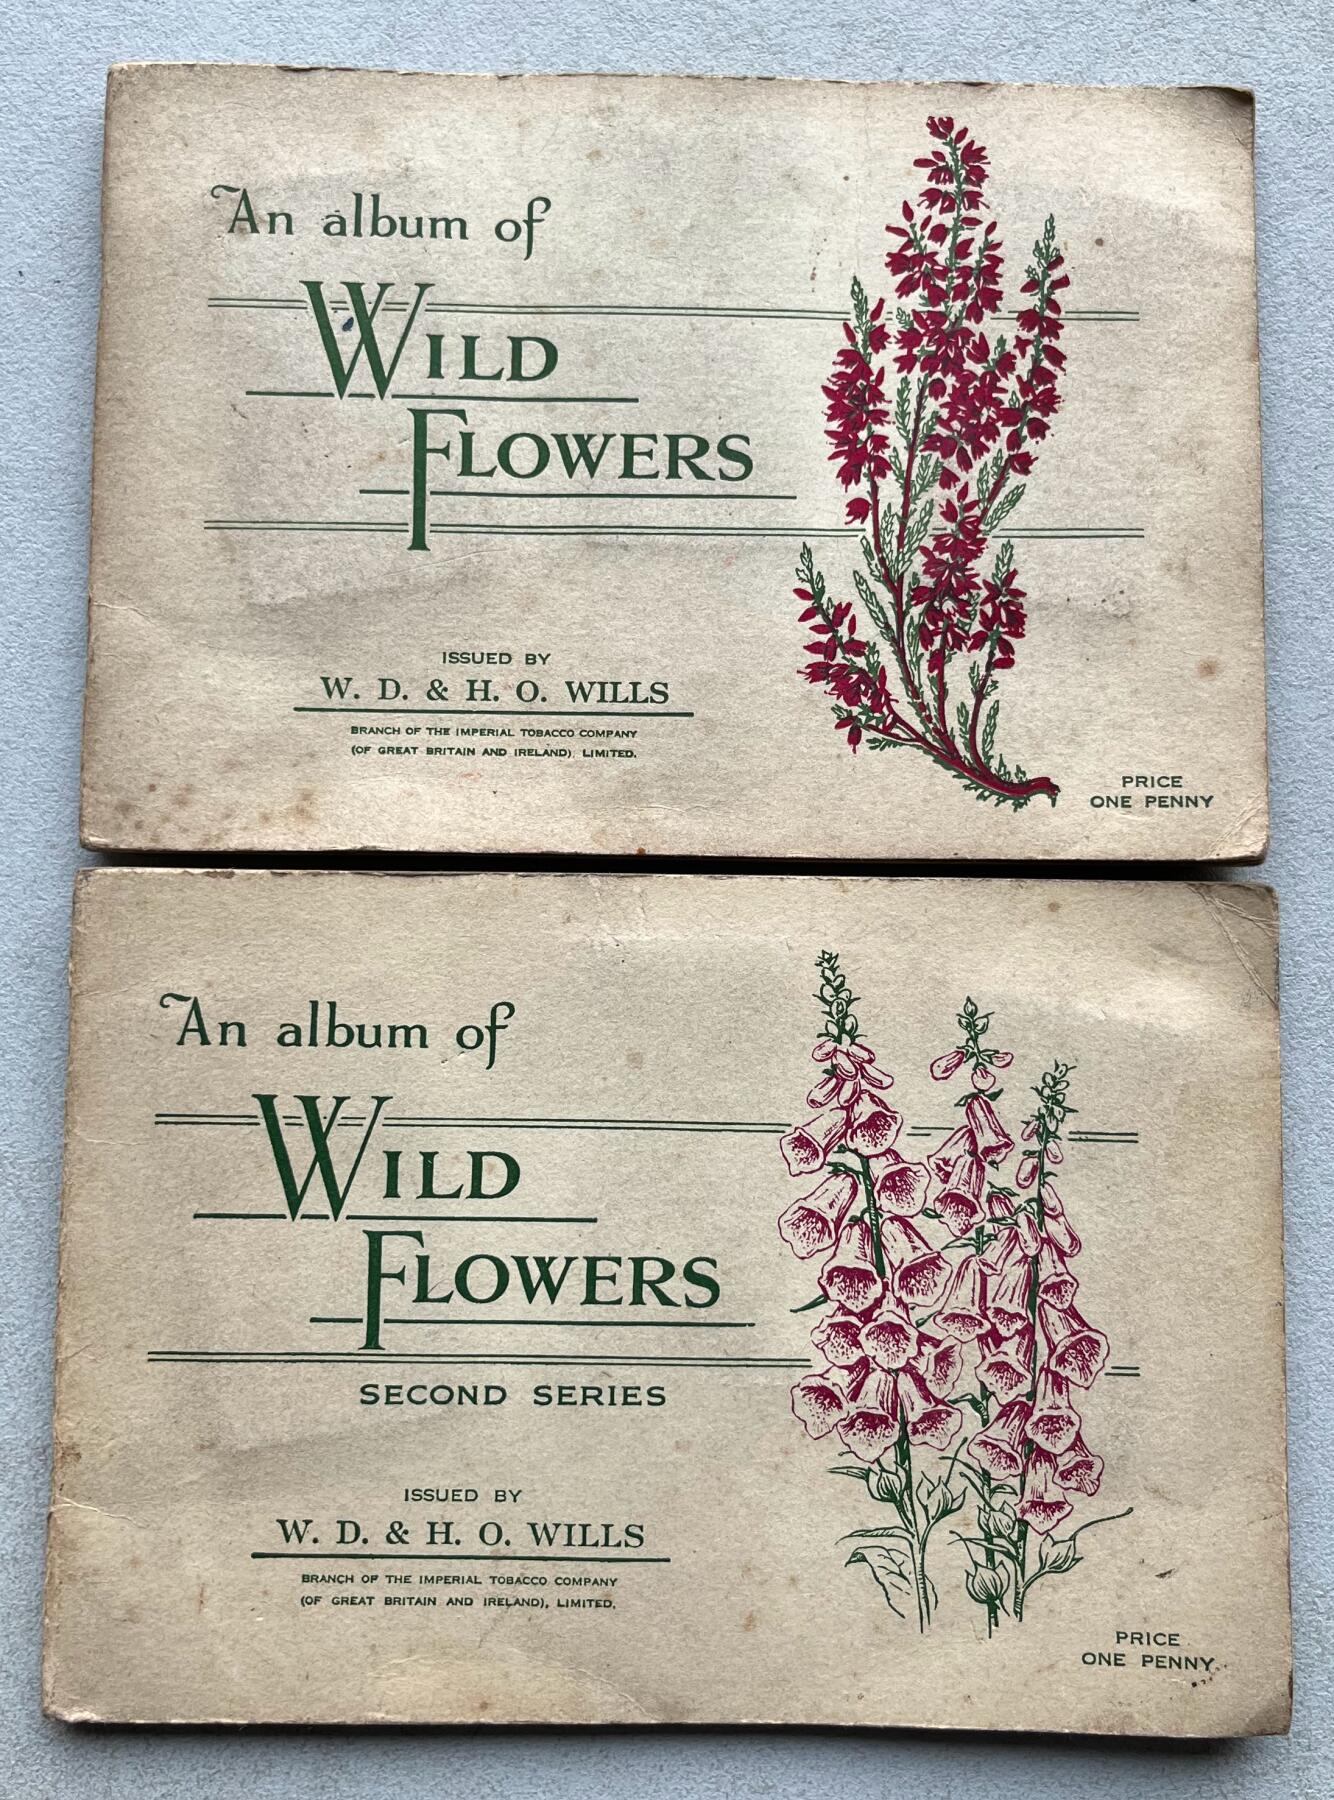 An album of
WILD
FLOWERS
ISSUED BY
W. D. & H. O. WILLS
BRANCH OF THE IMPERIAL TOBACCO COMPANY
(OF GREAT BRITAIN AND IRELAND), LIMITED.
PRICE
ONE PENNY
An album of
WILD
FLOWERS
SECOND SERIES
ISSUED BY
W. D. & H. O. WILLS
BRANCH OF THE IMPERIAL TOBACCO COMPANY
(OF GREAT BRITAIN AND IRELAND), LIMITED.
PRICE
ONE PENNY